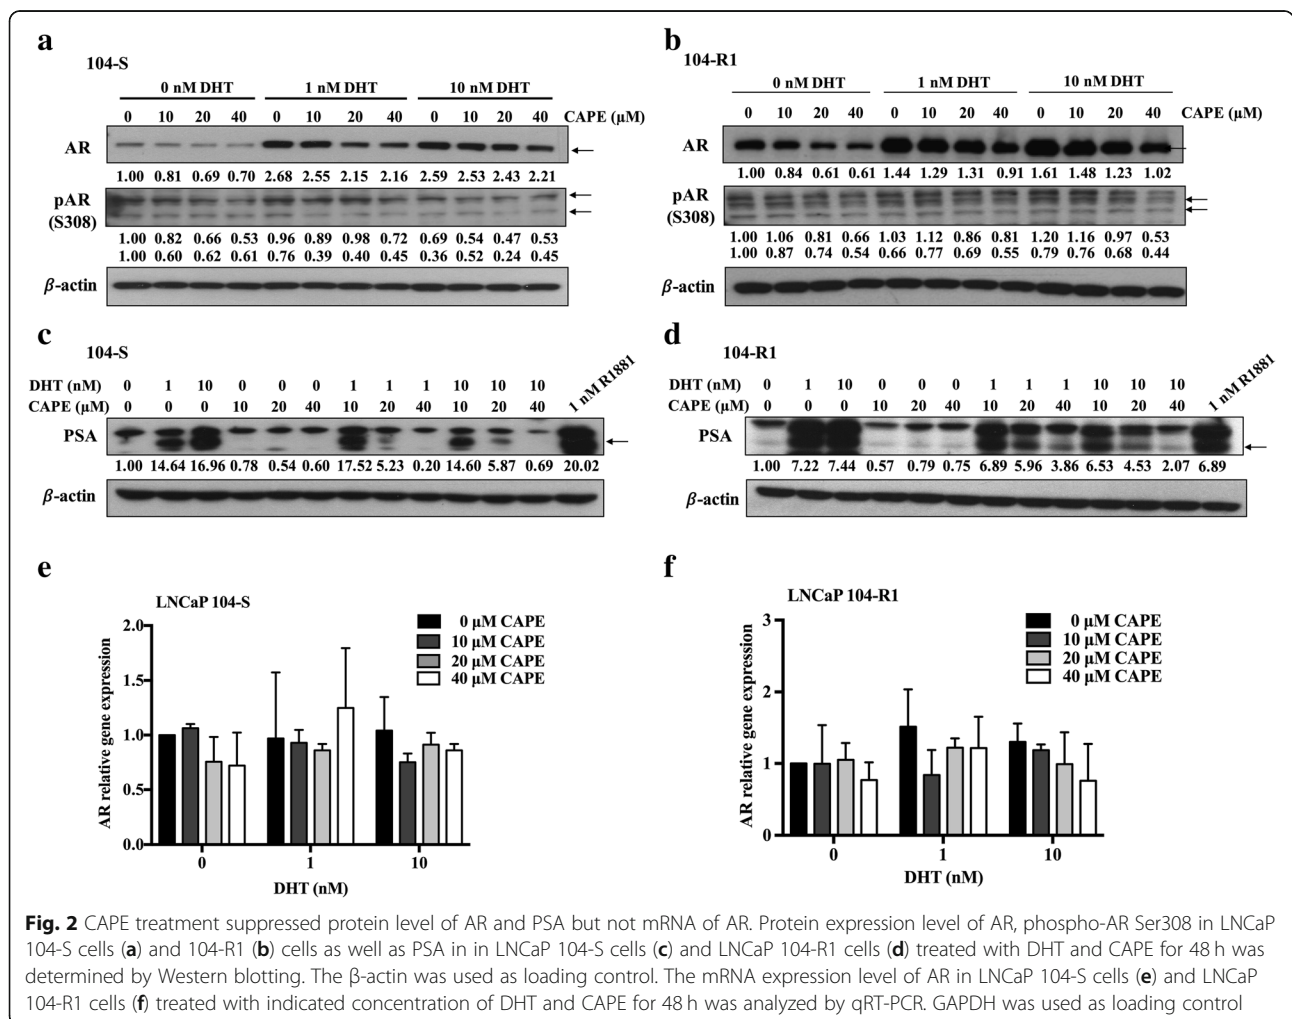 a
104-S
0 nM DHT 1 nM DHT 10 nM DHT
0 10 20 40 0 10 20 40 0 10 20 40 CAPE (μM)
AR
1.00 0.81 0.69 0.70 2.68 2.55 2.15 2.16 2.59 2.53 2.43 2.21
pAR
(S308)
1.00 0.82 0.66 0.53 0.96 0.89 0.98 0.72 0.69 0.54 0.47 0.53
1.00 0.60 0.62 0.61 0.76 0.39 0.40 0.45 0.36 0.52 0.24 0.45
β-actin
b
104-R1
0 nM DHT 1 nM DHT 10 nM DHT
0 10 20 40 0 10 20 40 0 10 20 40 CAPE (μM)
AR
1.00 0.84 0.61 0.61 1.44 1.29 1.31 0.91 1.61 1.48 1.23 1.02
pAR
(S308)
1.00 1.06 0.81 0.66 1.03 1.12 0.86 0.81 1.20 1.16 0.97 0.53
1.00 0.87 0.74 0.54 0.66 0.77 0.69 0.55 0.79 0.76 0.68 0.44
β-actin
c
104-S
DHT (nM) 0 1 10 0 0 0 1 1 1 10 10 10 1 nM R1881
CAPE (μM) 0 0 0 10 20 40 10 20 40 10 20 40
PSA
1.00 14.64 16.96 0.78 0.54 0.60 17.52 5.23 0.20 14.60 5.87 0.69 20.02
β-actin
d
104-R1
DHT (nM) 0 1 10 0 0 0 1 1 1 10 10 10 1 nM R1881
CAPE (μM) 0 0 0 10 20 40 10 20 40 10 20 40
PSA
1.00 7.22 7.44 0.57 0.79 0.75 6.89 5.96 3.86 6.53 4.53 2.07 6.89
β-actin
e
LNCaP 104-S
0 μM CAPE
10 μM CAPE
20 μM CAPE
40 μM CAPE
AR relative gene expression
2.0
1.5
1.0
0.5
0.0
0 1 10
DHT (nM)
f
LNCaP 104-R1
0 μM CAPE
10 μM CAPE
20 μM CAPE
40 μM CAPE
AR relative gene expression
3
2
1
0
0 1 10
DHT (nM)
Fig. 2 CAPE treatment suppressed protein level of AR and PSA but not mRNA of AR. Protein expression level of AR, phospho-AR Ser308 in LNCaP
104-S cells (a) and 104-R1 (b) cells as well as PSA in in LNCaP 104-S cells (c) and LNCaP 104-R1 cells (d) treated with DHT and CAPE for 48 h was
determined by Western blotting. The β-actin was used as loading control. The mRNA expression level of AR in LNCaP 104-S cells (e) and LNCaP
104-R1 cells (f) treated with indicated concentration of DHT and CAPE for 48 h was analyzed by qRT-PCR. GAPDH was used as loading control